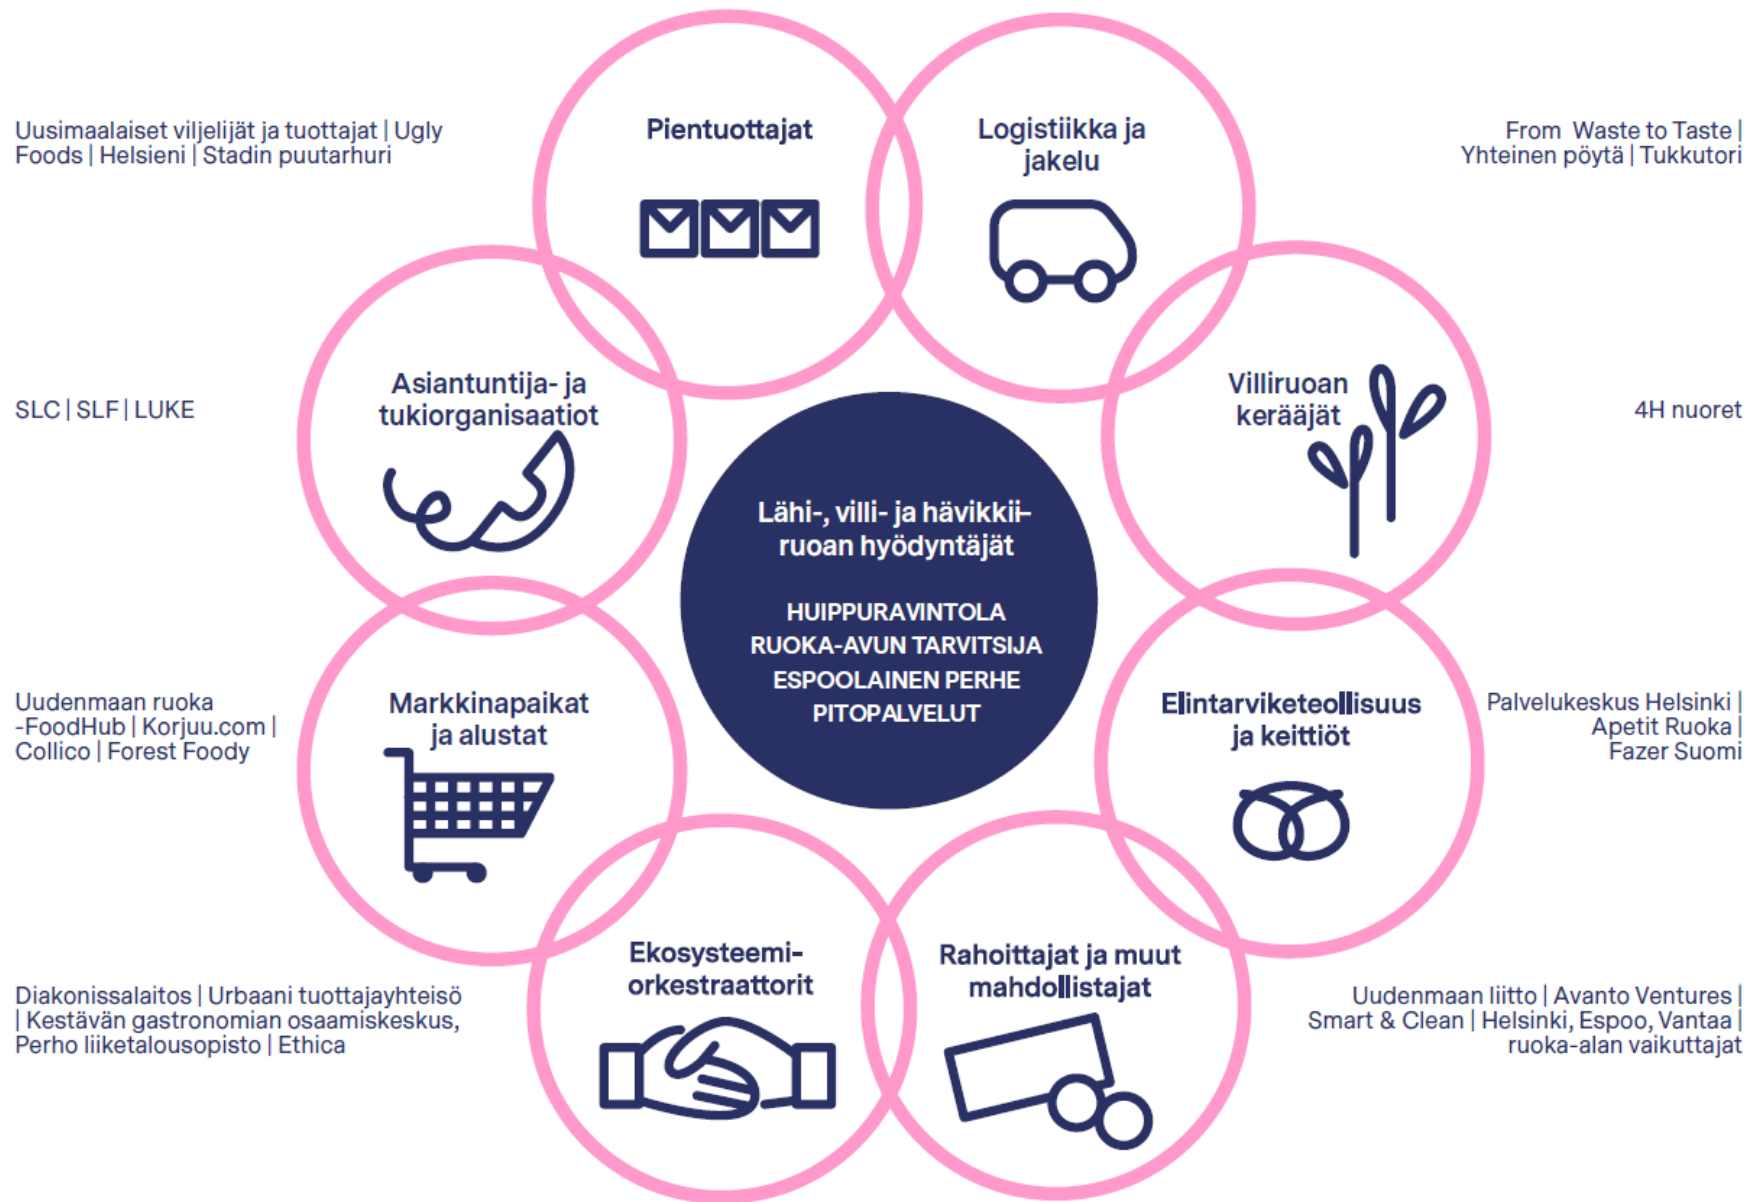 Pientuottajat
Logistiikka ja
jakelu
Uusimaalaiset viljelijät ja tuottajat | Ugly
Foods | Helsieni | Stadin puutarhuri
From Waste to Taste |
Yhteinen pöytä | Tukkutori
Asiantuntija- ja
tukiorganisaatiot
Villiruoan
kerääjät
SLC | SLF | LUKE
4H nuoret
Lähi-, villi- ja hävikkii-
ruoan hyödyntäjät
HUIPPURAVINTOLA
RUOKA-AVUN TARVITSIJA
ESPOOLAINEN PERHE
PITOPALVELUT
Uudenmaan ruoka
-FoodHub | Korjuu.com |
Collico | Forest Foody
Markkinapaikat
ja alustat
Elintarviketeollisuus
ja keittiöt
Palvelukeskus Helsinki |
Apetit Ruoka |
Fazer Suomi
Ekosysteemi-
orkestraattorit
Rahoittajat ja muut
mahdollistajat
Diakonissalaitos | Urbaani tuottajayhteisö
| Kestävän gastronomian osaamiskeskus,
Perho liiketalousopisto | Ethica
Uudenmaan liitto | Avanto Ventures |
Smart & Clean | Helsinki, Espoo, Vantaa |
ruoka-alan vaikuttajat